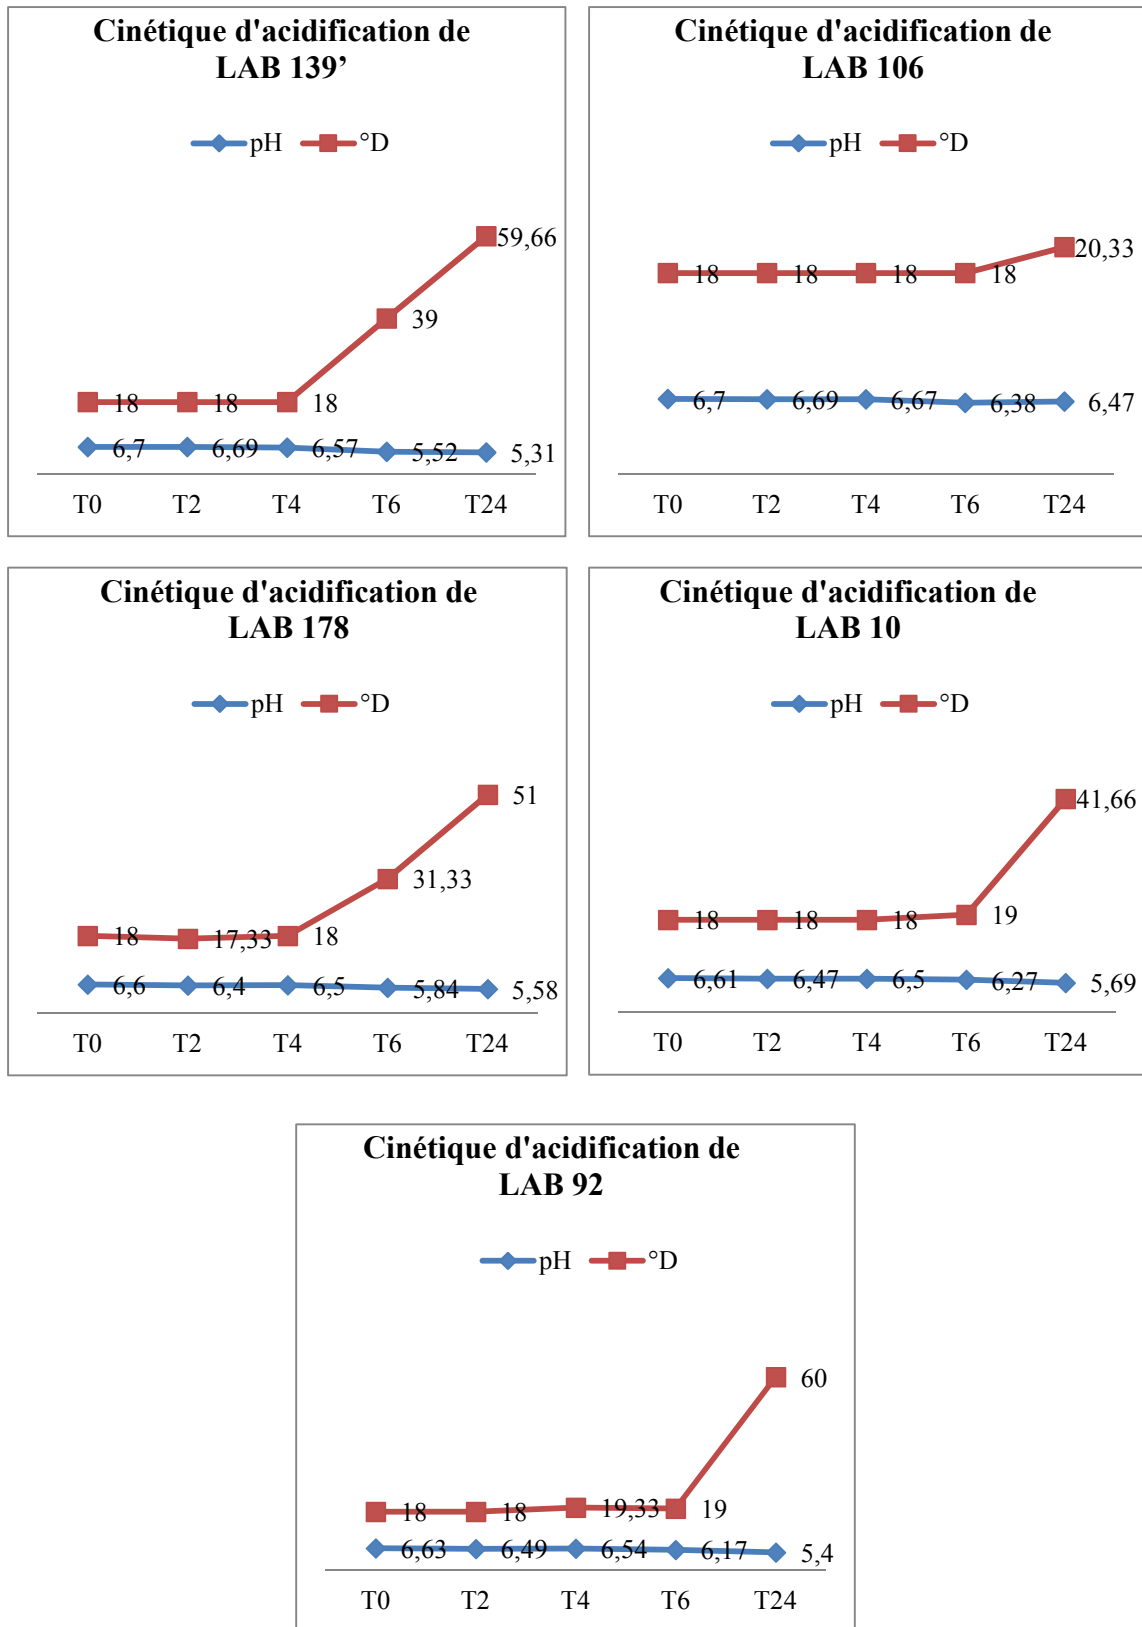 Cinétique d'acidification de
LAB 139’
pH °D
59,66
39
18 18 18
6,7 6,69 6,57 5,52 5,31
T0 T2 T4 T6 T24
Cinétique d'acidification de
LAB 106
pH °D
20,33
18 18 18 18
6,7 6,69 6,67 6,38 6,47
T0 T2 T4 T6 T24
Cinétique d'acidification de
LAB 178
pH °D
51
31,33
18 17,33 18
6,6 6,4 6,5 5,84 5,58
T0 T2 T4 T6 T24
Cinétique d'acidification de
LAB 10
pH °D
41,66
18 18 18 19
6,61 6,47 6,5 6,27 5,69
T0 T2 T4 T6 T24
Cinétique d'acidification de
LAB 92
pH °D
60
18 18 19,33 19
6,63 6,49 6,54 6,17 5,4
T0 T2 T4 T6 T24